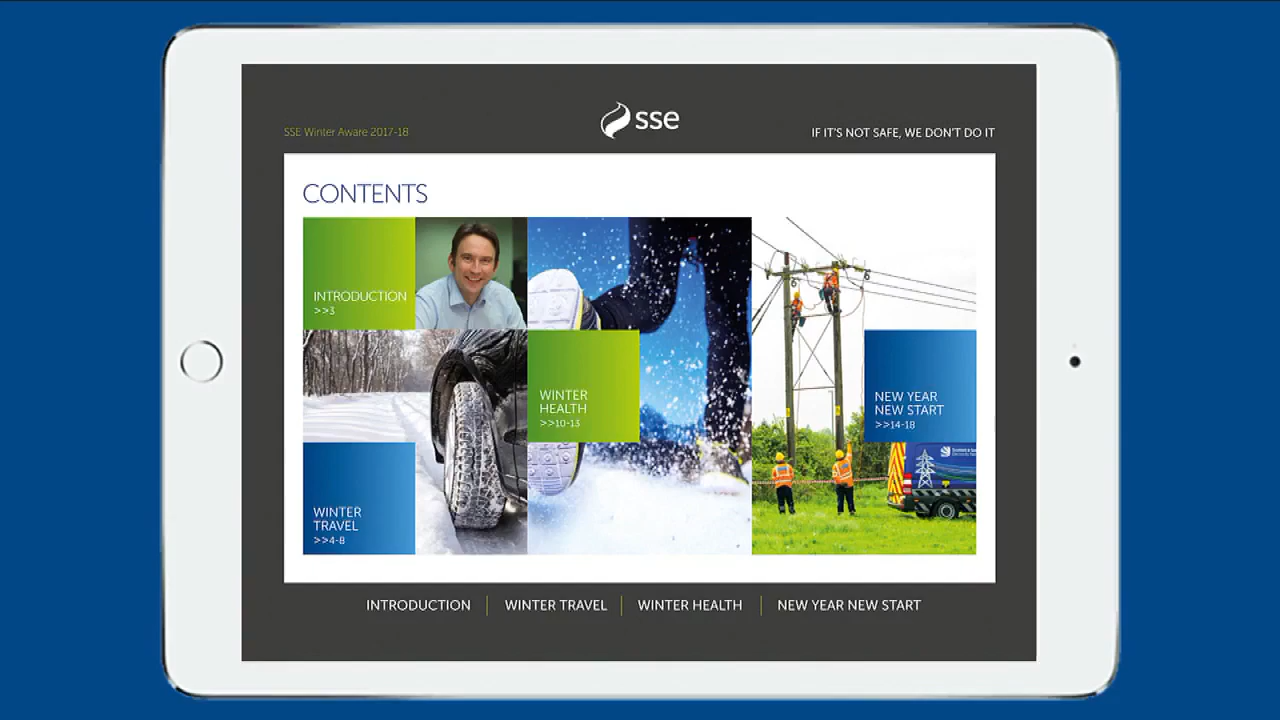 SSE Winter Aware 2017-18
sse
IF IT'S NOT SAFE, WE DON'T DO IT
CONTENTS
INTRODUCTION
>>3
WINTER
HEALTH
>>10-13
NEW YEAR
NEW START
>>14-18
WINTER
TRAVEL
>>4-8
INTRODUCTION
WINTER TRAVEL
WINTER HEALTH
NEW YEAR NEW START